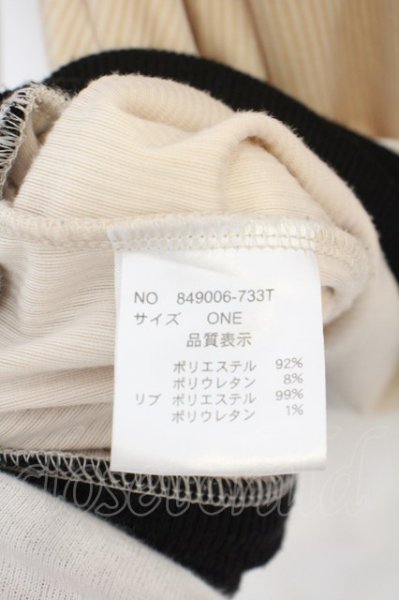 NO 849006-733T
サイズ ONE
品質表示
ポリエステル 92%
ポリウレタン 8%
リブ ポリエステル 99%
ポリウレタン 1%
closetchild